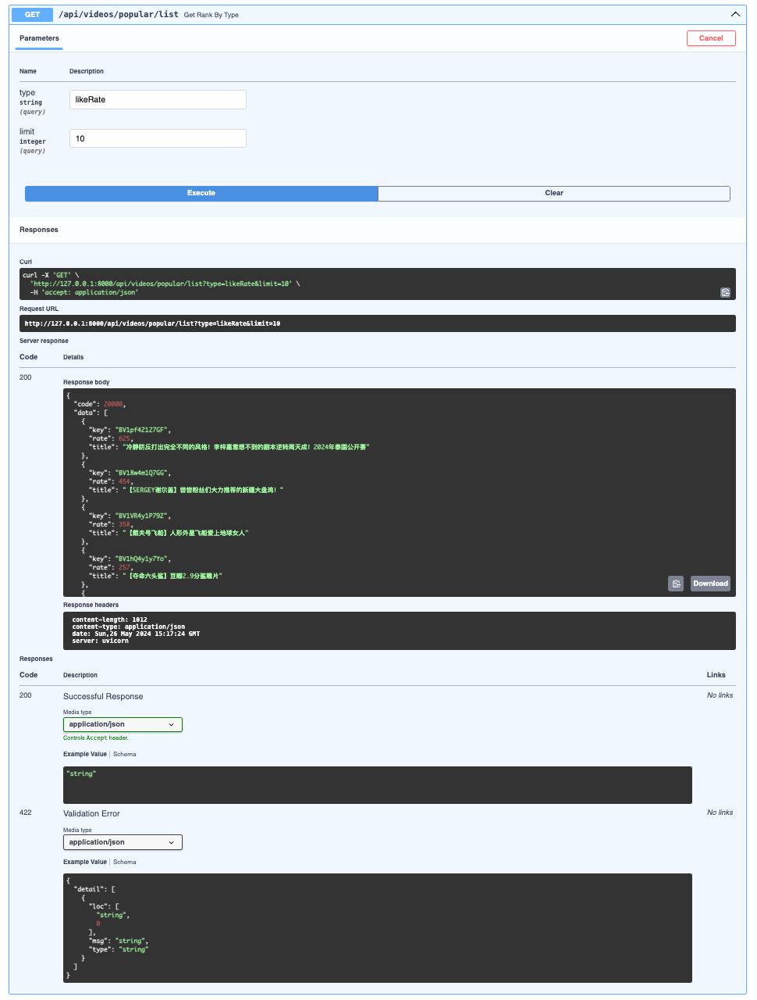 GET /api/videos/popular/list Get Rank By Type
Parameters
Cancel
Name Description
type
string
(query)
likeRate
limit
integer
(query)
10
Execute
Clear
Responses
Curl
curl -X 'GET' \
'http://127.0.0.1:8000/api/videos/popular/list?type=likeRate&limit=10' \
-H 'accept: application/json'
Request URL
http://127.0.0.1:8000/api/videos/popular/list?type=likeRate&limit=10
Server response
Code Details
200
Response body
{
"code": 20000,
"data": [
{
"key": "BV1pf42127GF",
"rate": 625,
"title": "冷静防反打出完全不同的风格！李梓嘉意想不到的剧本逆转周天成！2024年泰国公开赛"
},
{
"key": "BV18w4m1Q7GG",
"rate": 454,
"title": "【SERGEY谢尔盖】尝尝粉丝们大力推荐的新疆大盘鸡！"
},
{
"key": "BV1VR4y1P79Z",
"rate": 358,
"title": "【戴夫号飞船】人形外星飞船爱上地球女人"
},
{
"key": "BV1hQ4y1y7Yo",
"rate": 257,
"title": "【夺命六头鲨】豆瓣2.9分鲨雕片"
},
{
Download
Response headers
content-length: 1012
content-type: application/json
date: Sun,26 May 2024 15:17:24 GMT
server: uvicorn
Responses
Code Description Links
200 Successful Response No links
Media type
application/json
Controls Accept header.
Example Value | Schema
"string"
422 Validation Error No links
Media type
application/json
Example Value | Schema
{
"detail": [
{
"loc": [
"string",
0
],
"msg": "string",
"type": "string"
}
]
}